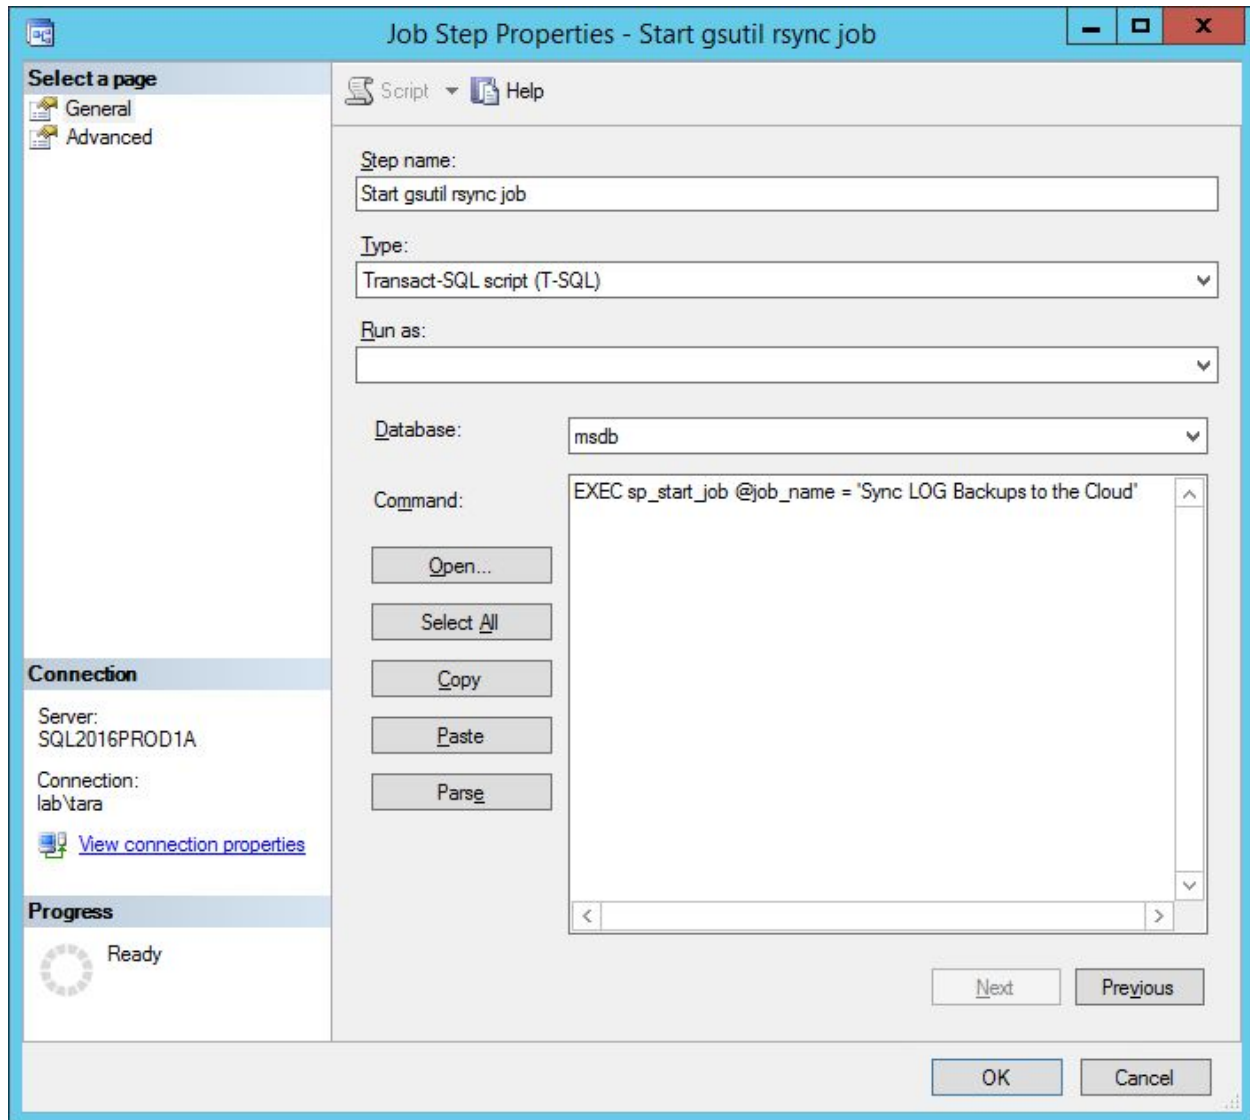 Job Step Properties - Start gsutil rsync job
Select a page
General
Advanced
Script
Help
Step name:
Start gsutil rsync job
Type:
Transact-SQL script (T-SQL)
Run as:
Database:
msdb
Command:
EXEC sp_start_job @job_name = 'Sync LOG Backups to the Cloud'
Open...
Select All
Copy
Paste
Parse
Connection
Server:
SQL2016PROD1A
Connection:
lab\tara
View connection properties
Progress
Ready
Next
Previous
OK
Cancel